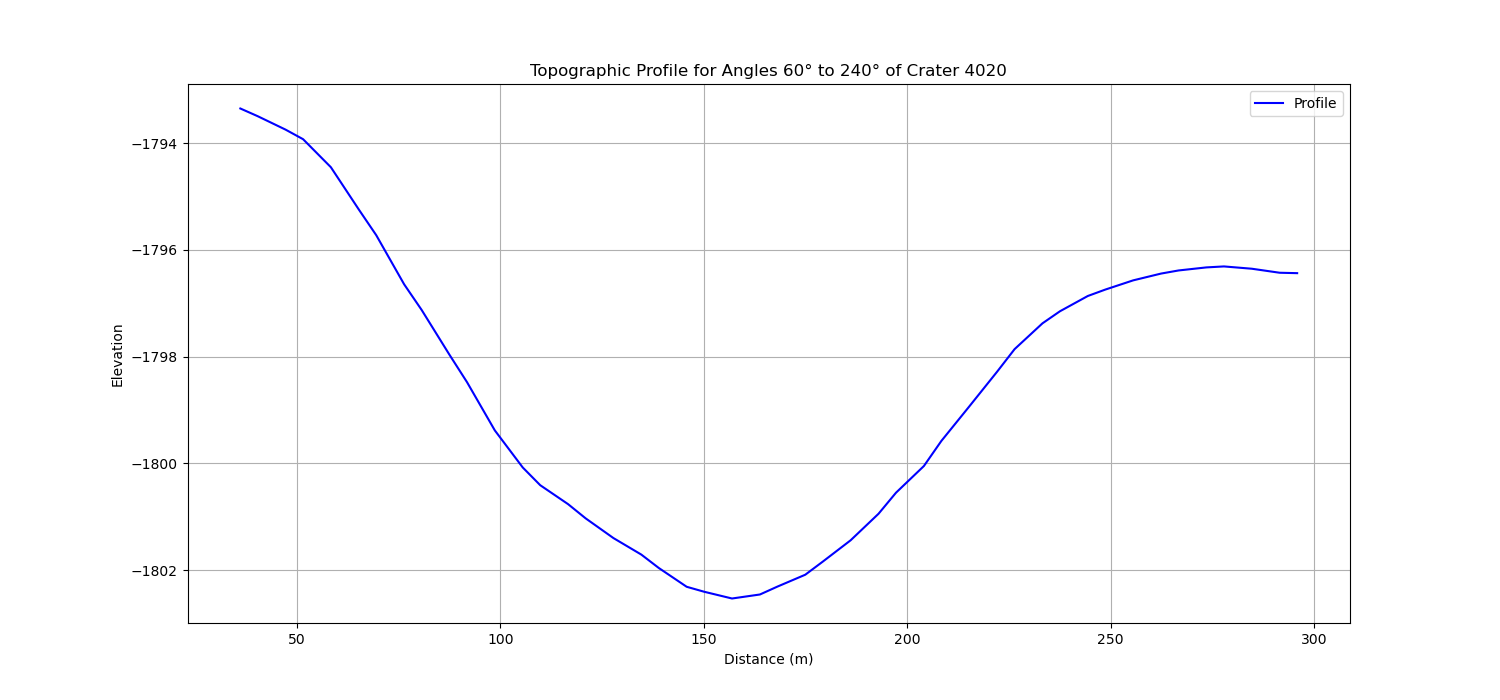 Topographic Profile for Angles 60° to 240° of Crater 4020
Profile
−1794
−1796
−1798
−1800
−1802
Elevation
50 100 150 200 250 300
Distance (m)